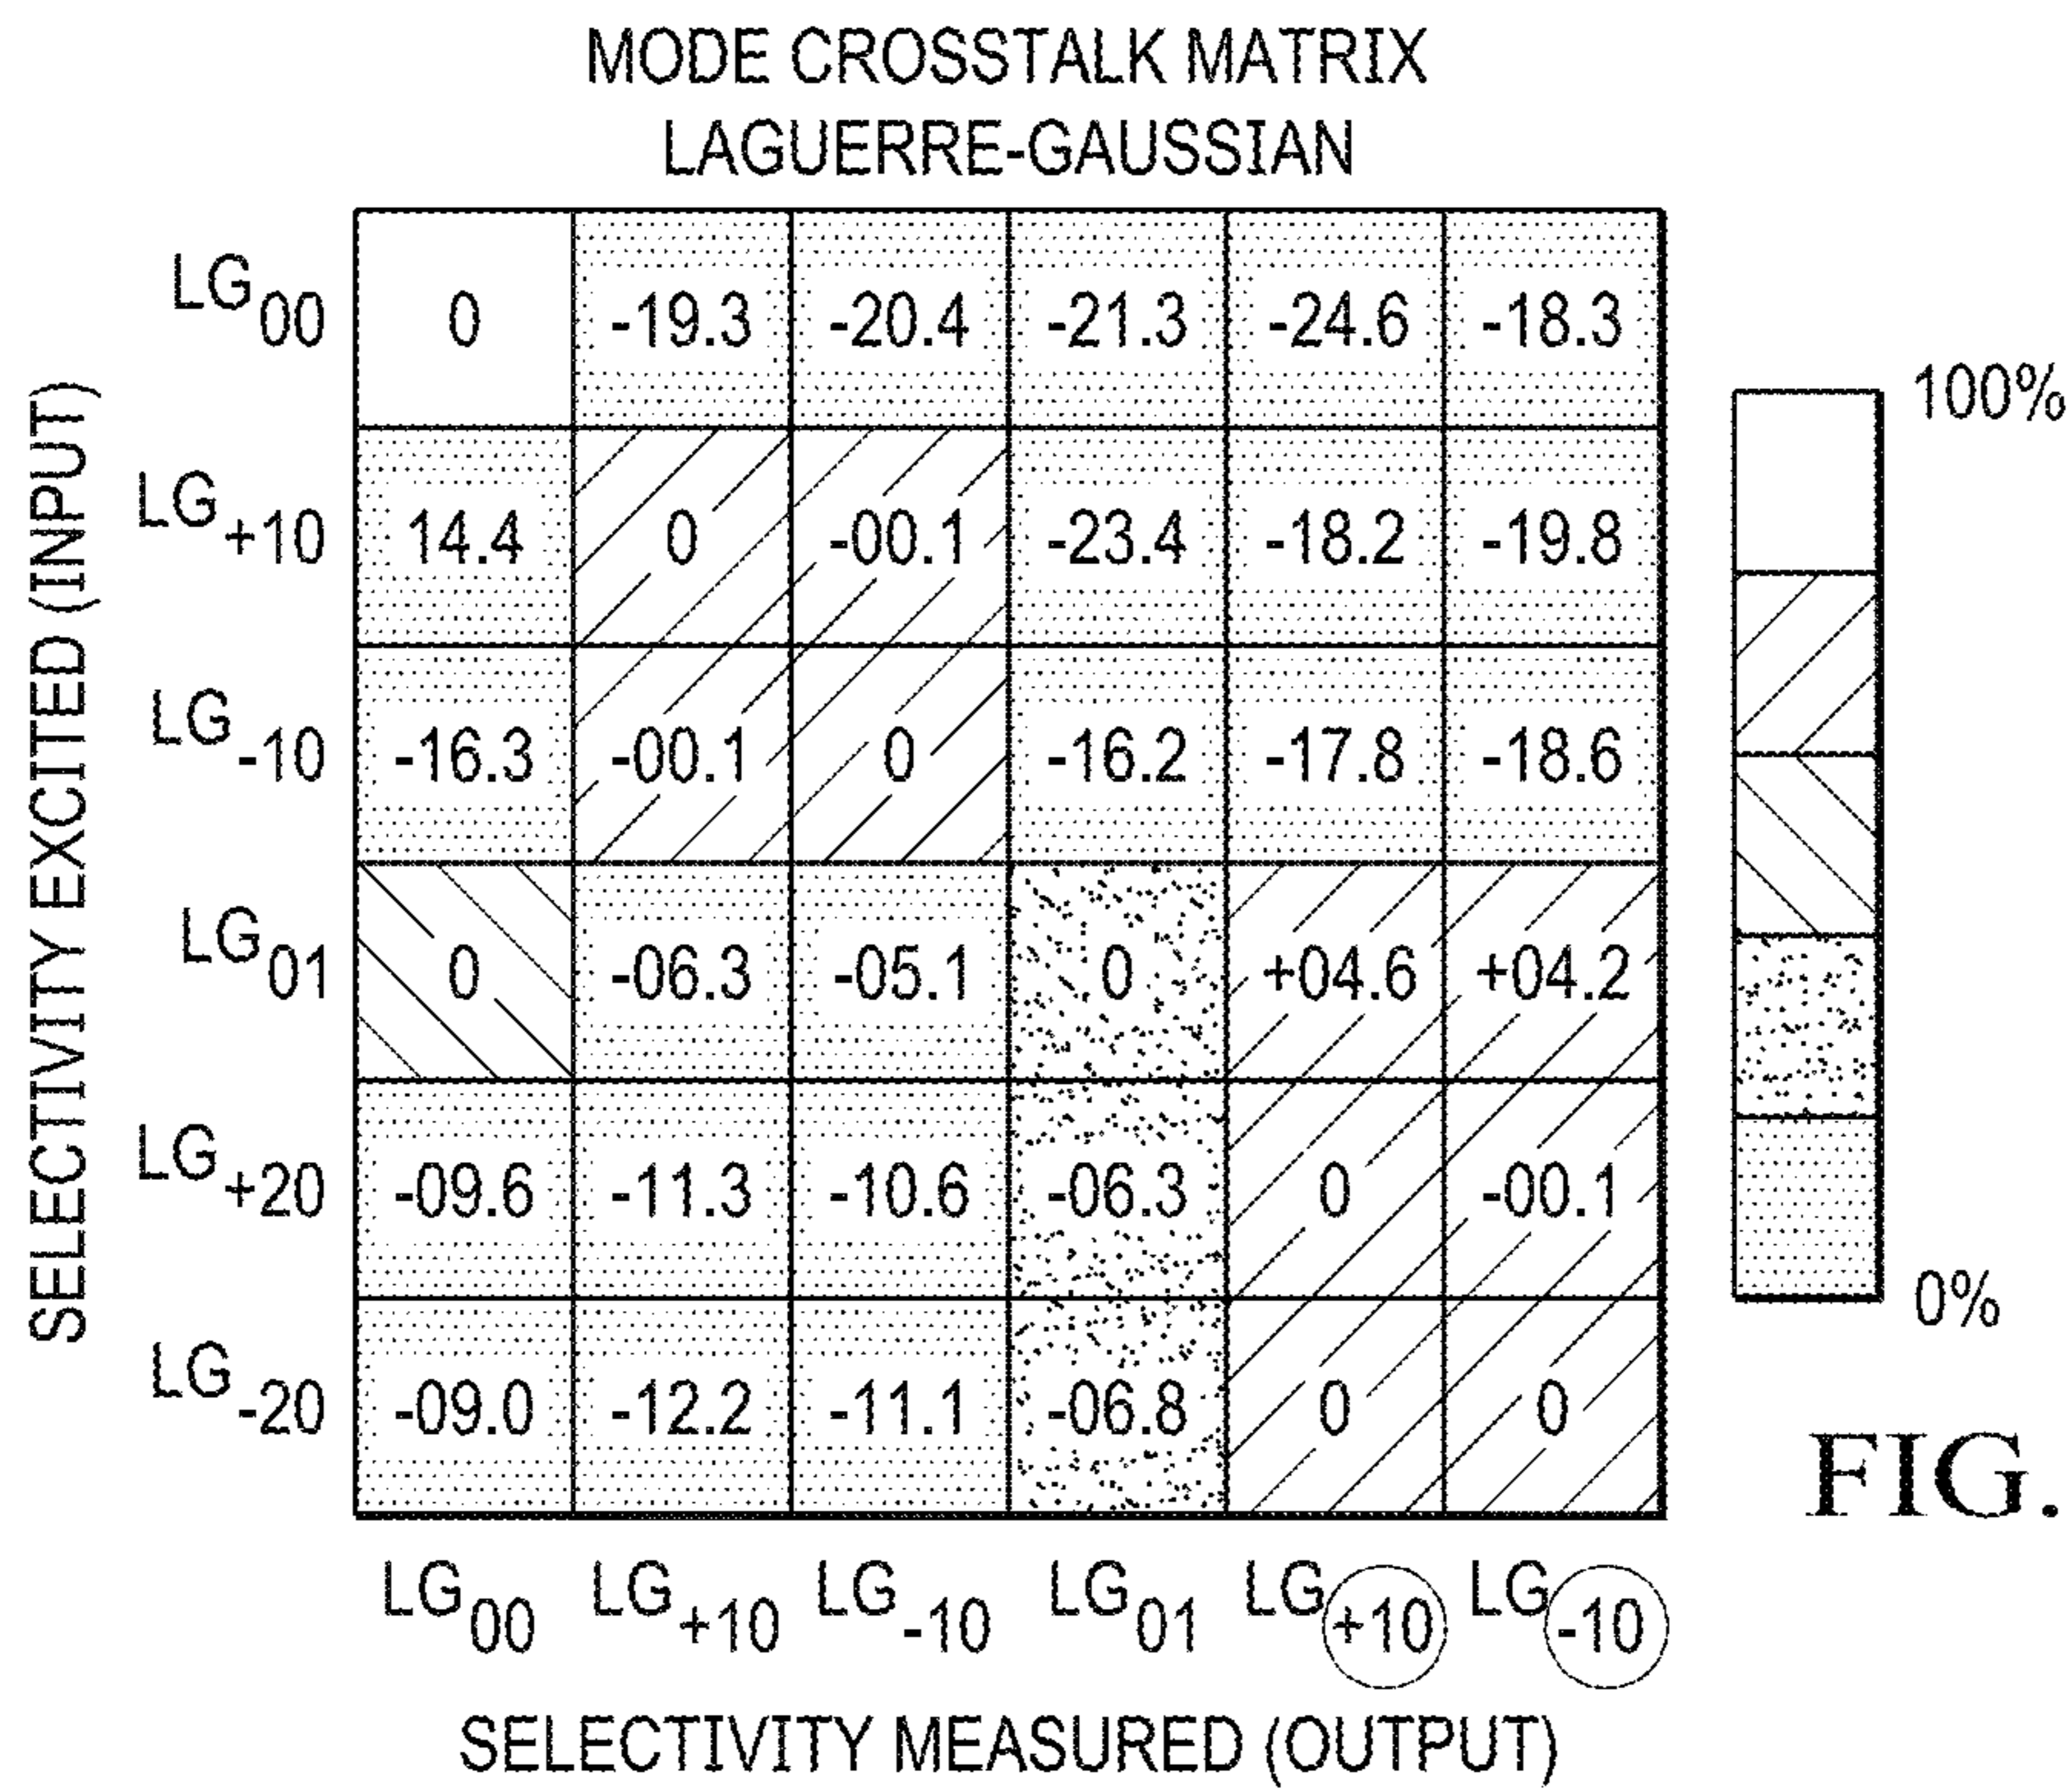 MODE CROSSTALK MATRIX
LAGUERRE-GAUSSIAN
SELECTIVITY EXCITED (INPUT)
LG00 0 -19.3 -20.4 -21.3 -24.6 -18.3
LG+10 14.4 0 -00.1 -23.4 -18.2 -19.8
LG-10 -16.3 -00.1 0 -16.2 -17.8 -18.6
LG01 0 -06.3 -05.1 0 +04.6 +04.2
LG+20 -09.6 -11.3 -10.6 -06.3 0 -00.1
LG-20 -09.0 -12.2 -11.1 -06.8 0 0
LG00 LG+10 LG-10 LG01 LG+10 LG-10
SELECTIVITY MEASURED (OUTPUT)
100%
0%
FIG.